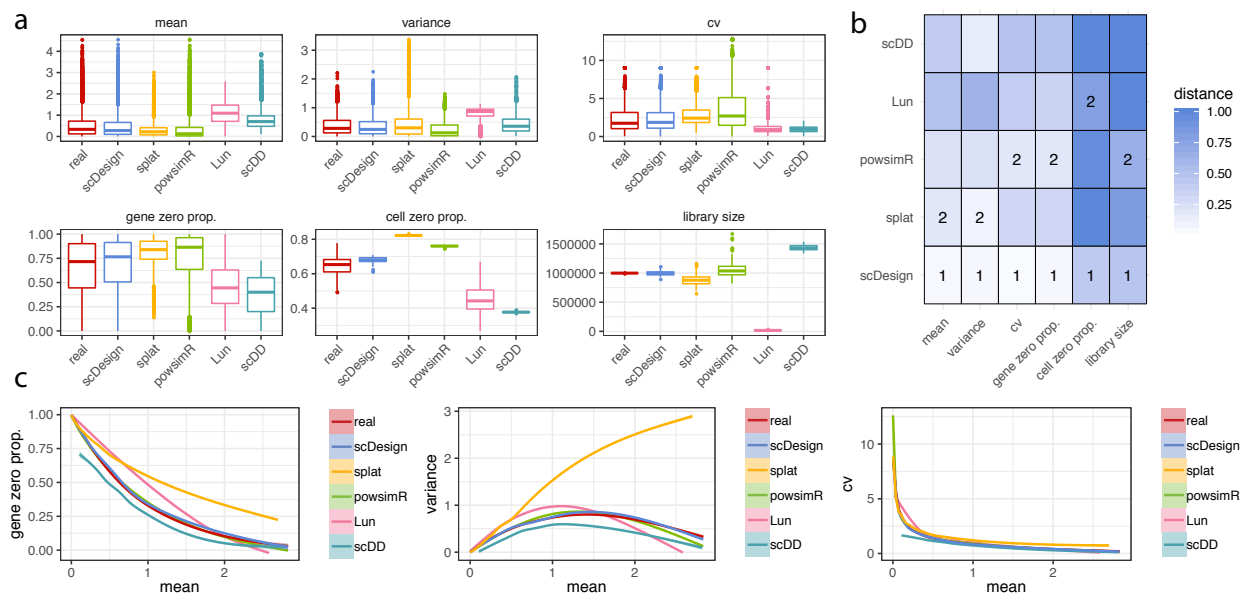 a
mean
variance
cv
4
3
2
1
0
3
2
1
0
10
5
0
real
scDesign
splat
powsimR
Lun
scDD
real
scDesign
splat
powsimR
Lun
scDD
real
scDesign
splat
powsimR
Lun
scDD
gene zero prop.
cell zero prop.
library size
1.00
0.75
0.50
0.25
0.00
0.8
0.6
0.4
1500000
1000000
500000
0
real
scDesign
splat
powsimR
Lun
scDD
real
scDesign
splat
powsimR
Lun
scDD
real
scDesign
splat
powsimR
Lun
scDD
b
scDD
Lun
2
powsimR
2
2
2
splat
2
2
scDesign
1
1
1
1
1
1
mean
variance
cv
gene zero prop.
cell zero prop.
library size
distance
1.00
0.75
0.50
0.25
c
gene zero prop.
1.00
0.75
0.50
0.25
0.00
0
1
2
mean
real
scDesign
splat
powsimR
Lun
scDD
variance
3
2
1
0
0
1
2
mean
real
scDesign
splat
powsimR
Lun
scDD
cv
10
5
0
0
1
2
mean
real
scDesign
splat
powsimR
Lun
scDD